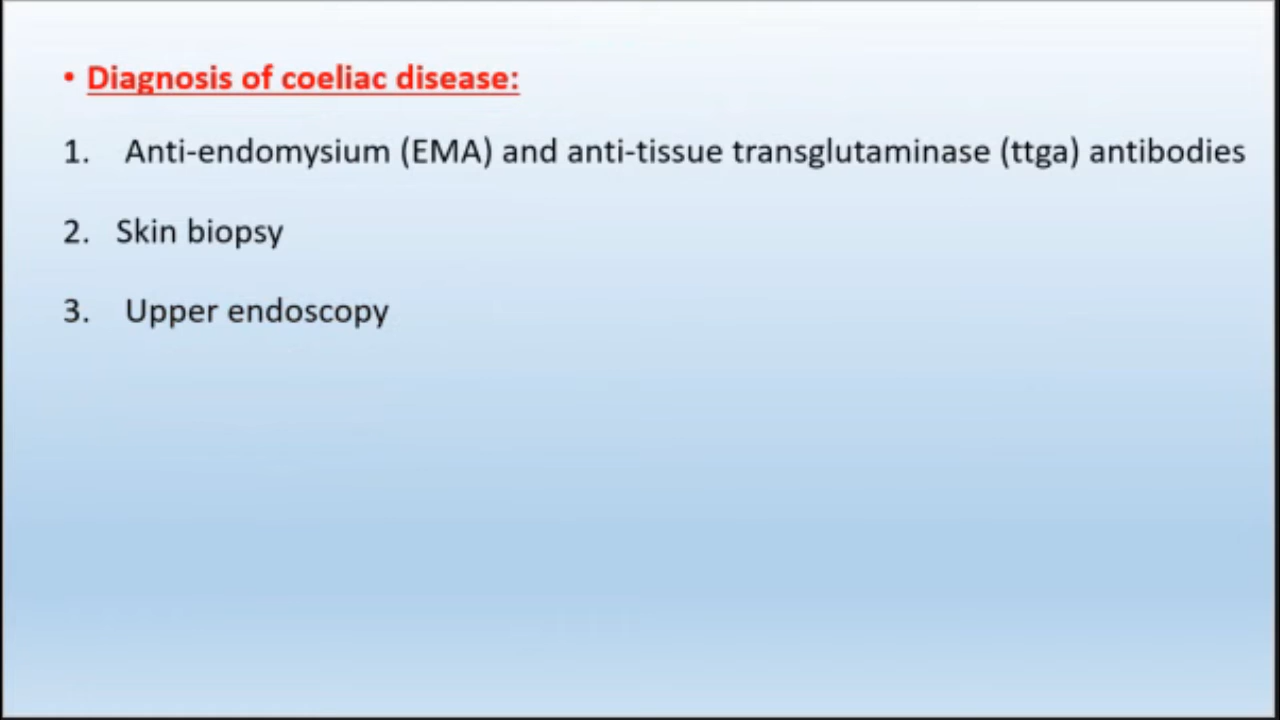 • Diagnosis of coeliac disease:
1. Anti-endomysium (EMA) and anti-tissue transglutaminase (ttga) antibodies
2. Skin biopsy
3. Upper endoscopy